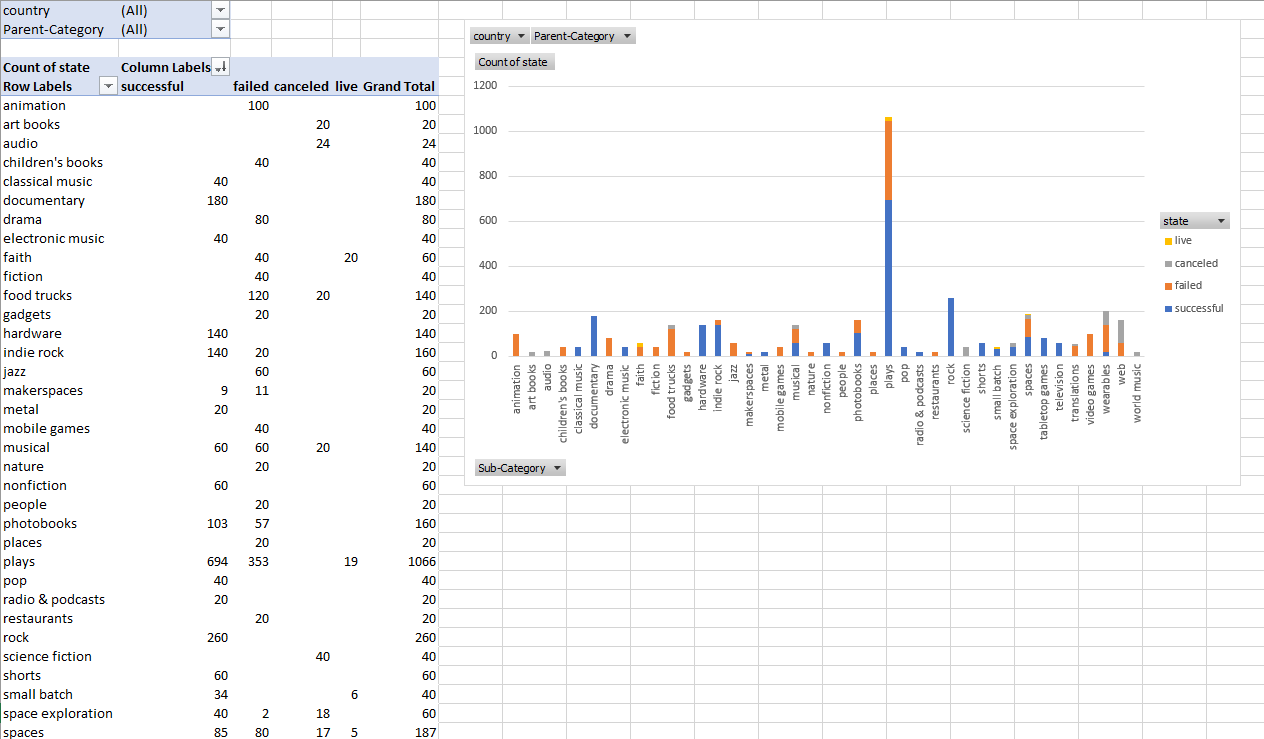 country (All)
Parent-Category (All)
Count of state Column Labels
Row Labels successful failed canceled live Grand Total
animation 100 100
art books 20 20
audio 24 24
children's books 40 40
classical music 40 40
documentary 180 180
drama 80 80
electronic music 40 40
faith 40 20 60
fiction 40 40
food trucks 120 20 140
gadgets 20 20
hardware 140 140
indie rock 140 20 160
jazz 60 60
makerspaces 9 11 20
metal 20 20
mobile games 40 40
musical 60 60 20 140
nature 20 20
nonfiction 60 60
people 20 20
photobooks 103 57 160
places 20 20
plays 694 353 19 1066
pop 40 40
radio & podcasts 20 20
restaurants 20 20
rock 260 260
science fiction 40 40
shorts 60 60
small batch 34 6 40
space exploration 40 2 18 60
spaces 85 80 17 5 187
country Parent-Category
Count of state
1200
1000
800
600
400
200
0
animation
art books
audio
children's books
classical music
documentary
drama
electronic music
faith
fiction
food trucks
gadgets
hardware
indie rock
jazz
makerspaces
metal
mobile games
musical
nature
nonfiction
people
photobooks
places
plays
pop
radio & podcasts
restaurants
rock
science fiction
shorts
small batch
space exploration
spaces
tabletop games
television
translations
video games
wearables
web
world music
Sub-Category
state
live
canceled
failed
successful